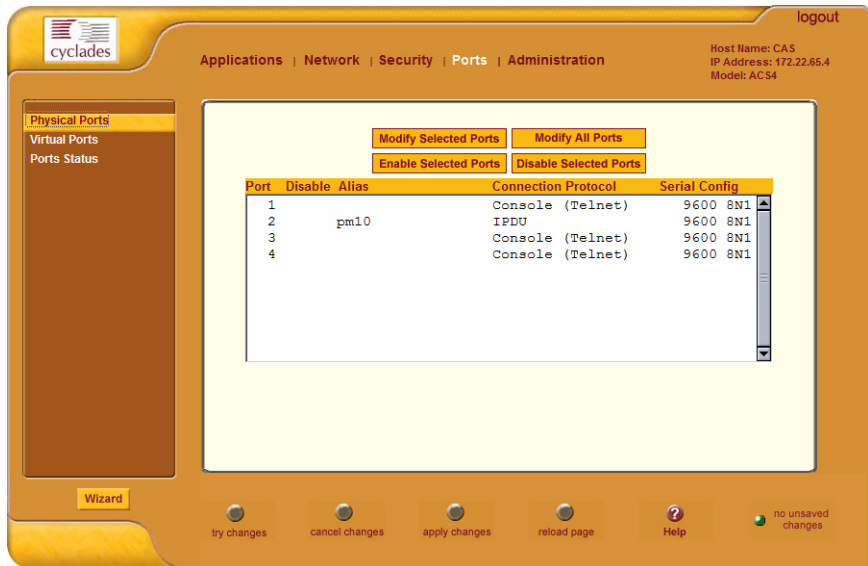 logout
cyclades
Applications | Network | Security | Ports | Administration
Host Name: CAS
IP Address: 172.22.65.4
Model: ACS4
Physical Ports
Virtual Ports
Ports Status
Modify Selected Ports Modify All Ports
Enable Selected Ports Disable Selected Ports
Port Disable Alias Connection Protocol Serial Config
1 Console (Telnet) 9600 8N1
2 pm10 IPDU 9600 8N1
3 Console (Telnet) 9600 8N1
4 Console (Telnet) 9600 8N1
Wizard
try changes
cancel changes
apply changes
reload page
? Help
no unsaved
changes